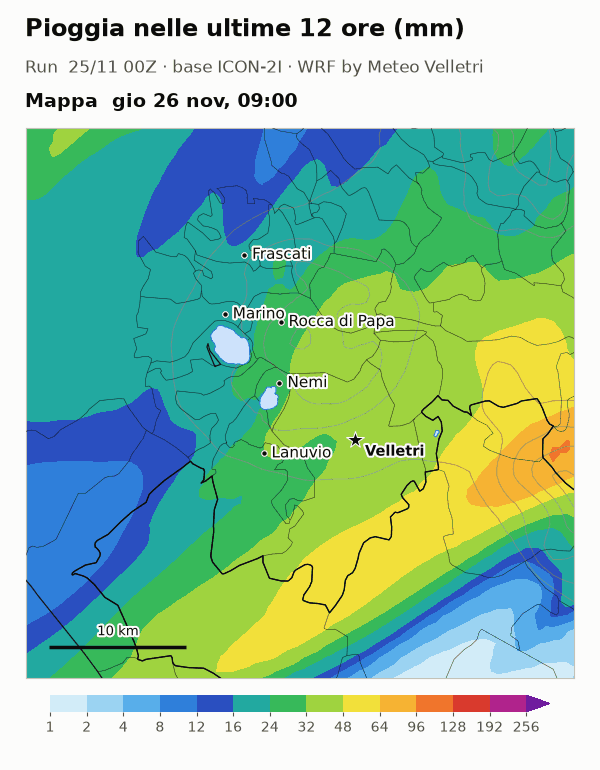 Pioggia nelle ultime 12 ore (mm)
Run  25/11 00Z · base ICON-2I · WRF by Meteo Velletri
Mappa  gio 26 nov, 09:00
Frascati
Marino
Rocca di Papa
Nemi
Velletri
Lanuvio
10 km
1 2 4 8 12 16 24 32 48 64 96 128 192 256